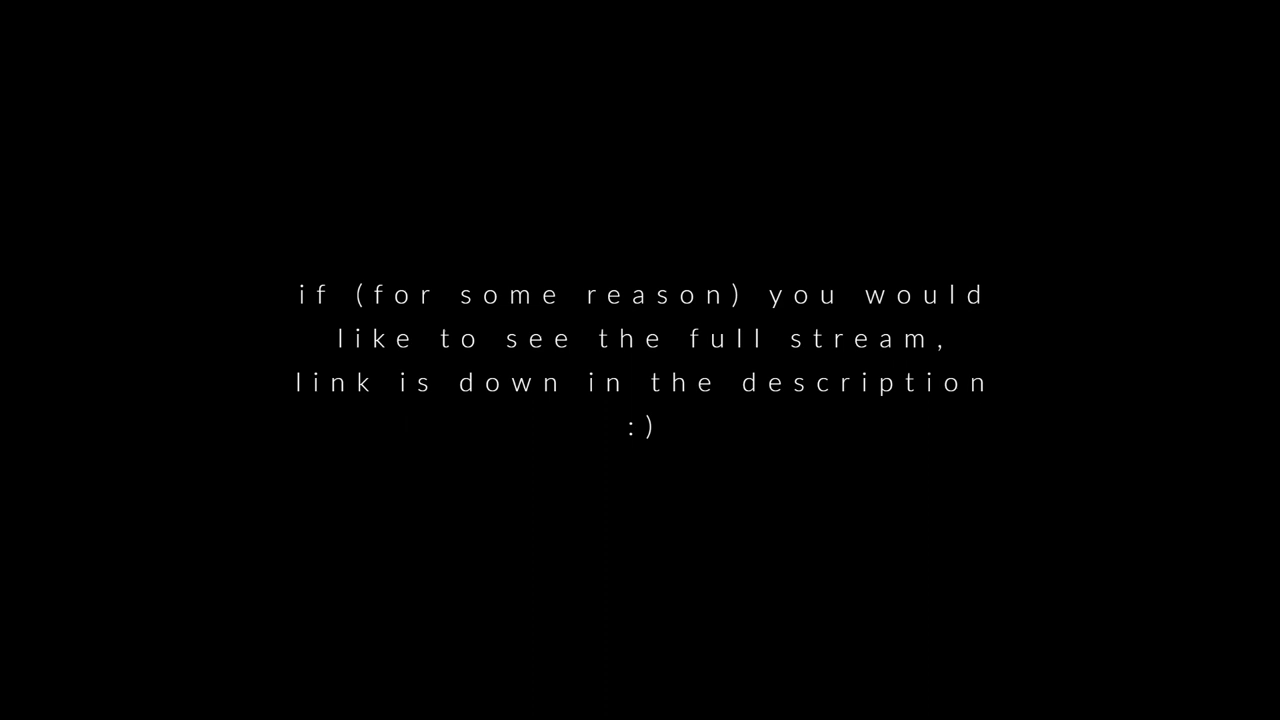 if (for some reason) you would
like to see the full stream,
link is down in the description
:)